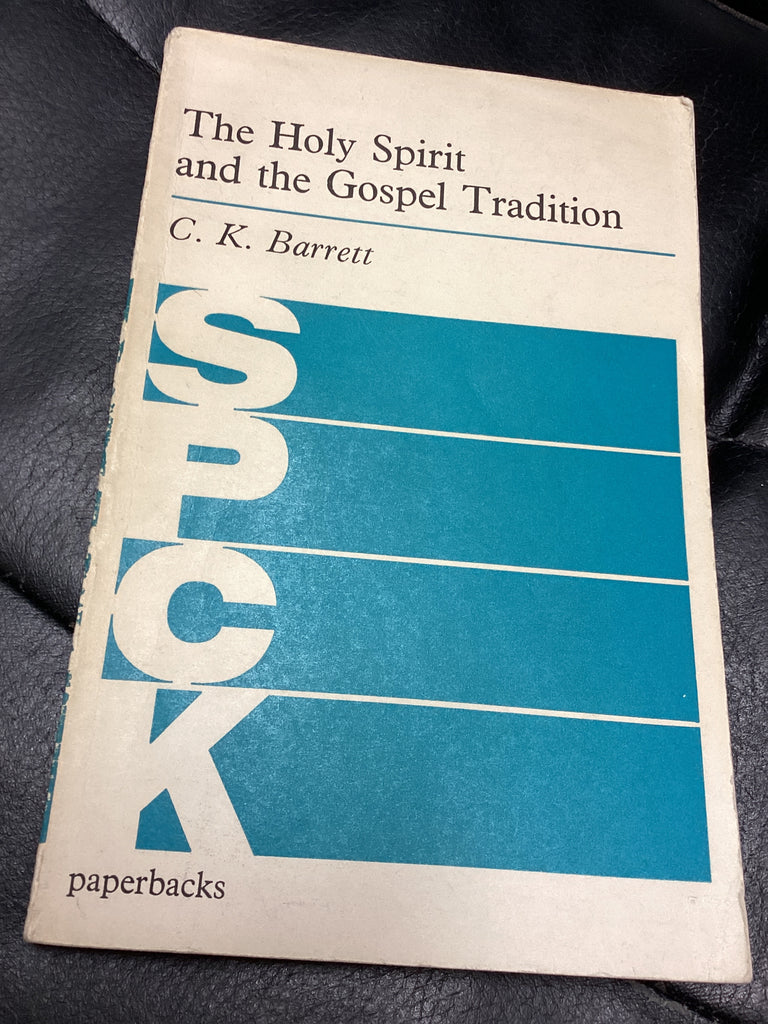 The Holy Spirit
and the Gospel Tradition
C. K. Barrett
S
P
C
K
paperbacks